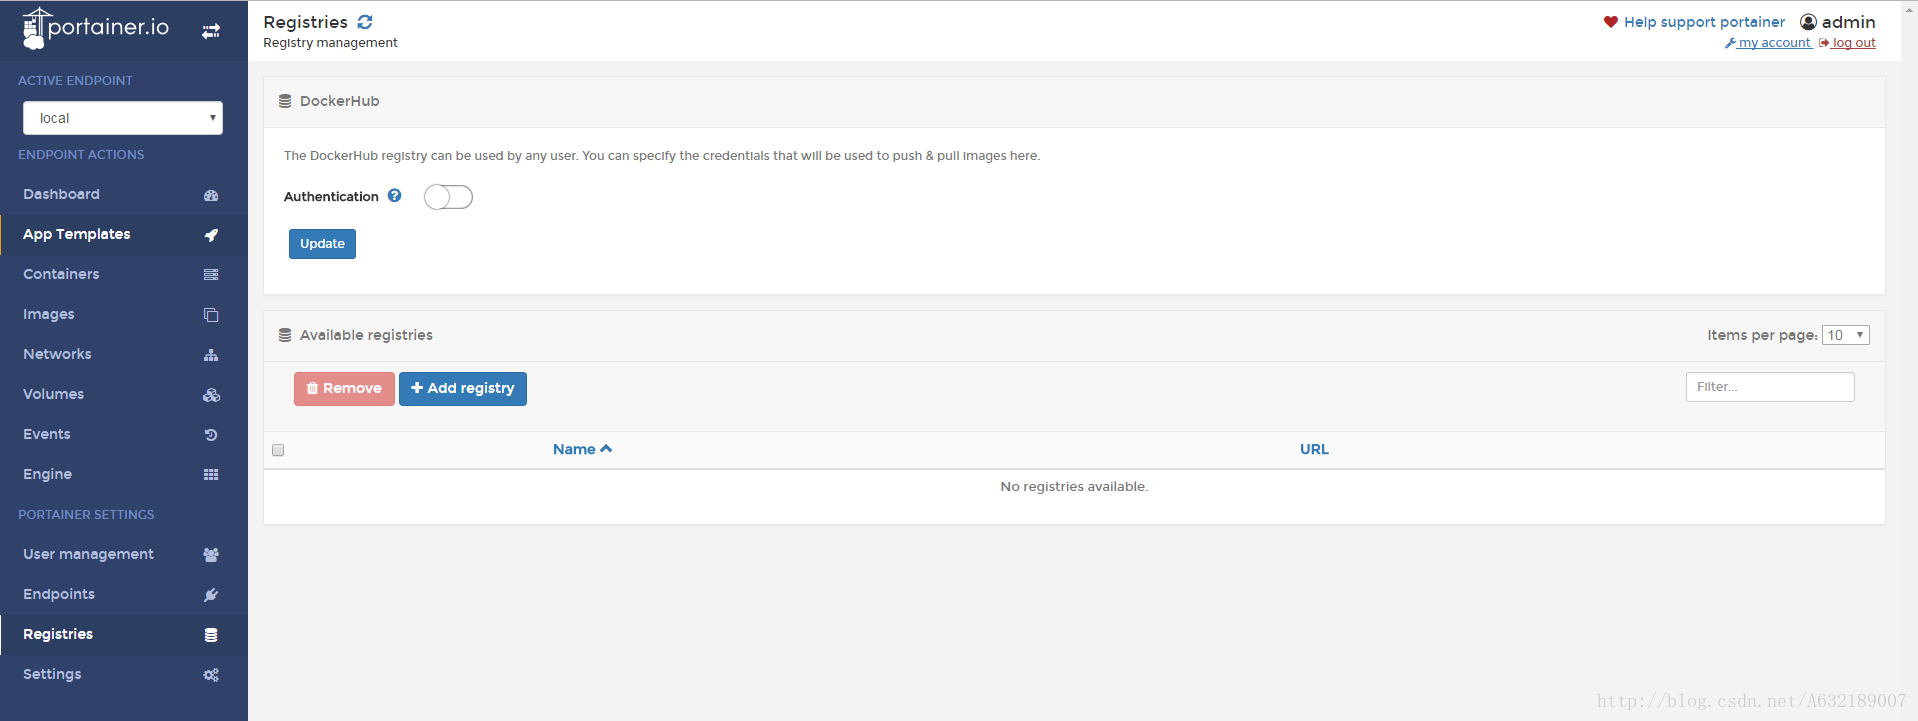 portainer.io
ACTIVE ENDPOINT
local
ENDPOINT ACTIONS
Dashboard
App Templates
Containers
Images
Networks
Volumes
Events
Engine
PORTAINER SETTINGS
User management
Endpoints
Registries
Settings
Registries
Registry management
Help support portainer
admin
my account
log out
DockerHub
The DockerHub registry can be used by any user. You can specify the credentials that will be used to push & pull images here.
Authentication
Update
Available registries
Items per page: 10
Remove
Add registry
Filter...
Name
URL
No registries available.
http://blog.csdn.net/A632189007